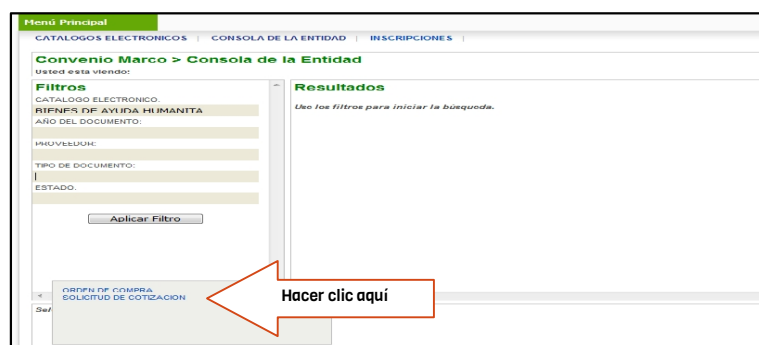 Menú Principal
CATALOGOS ELECTRONICOS | CONSOLA DE LA ENTIDAD | INSCRIPCIONES |
Convenio Marco > Consola de la Entidad
Usted esta viendo:
Filtros
CATALOGO ELECTRONICO:
BIENES DE AYUDA HUMANITA
AÑO DEL DOCUMENTO:
PROVEEDOR:
TIPO DE DOCUMENTO:
ESTADO:
Aplicar Filtro
Resultados
Use los filtros para iniciar la búsqueda.
ORDEN DE COMPRA
SOLICITUD DE COTIZACION
Hacer clic aquí